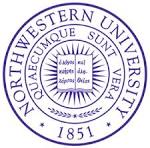 NORTHWESTERN UNIVERSITY
QUAECUMQUE SUNT VERA
1851